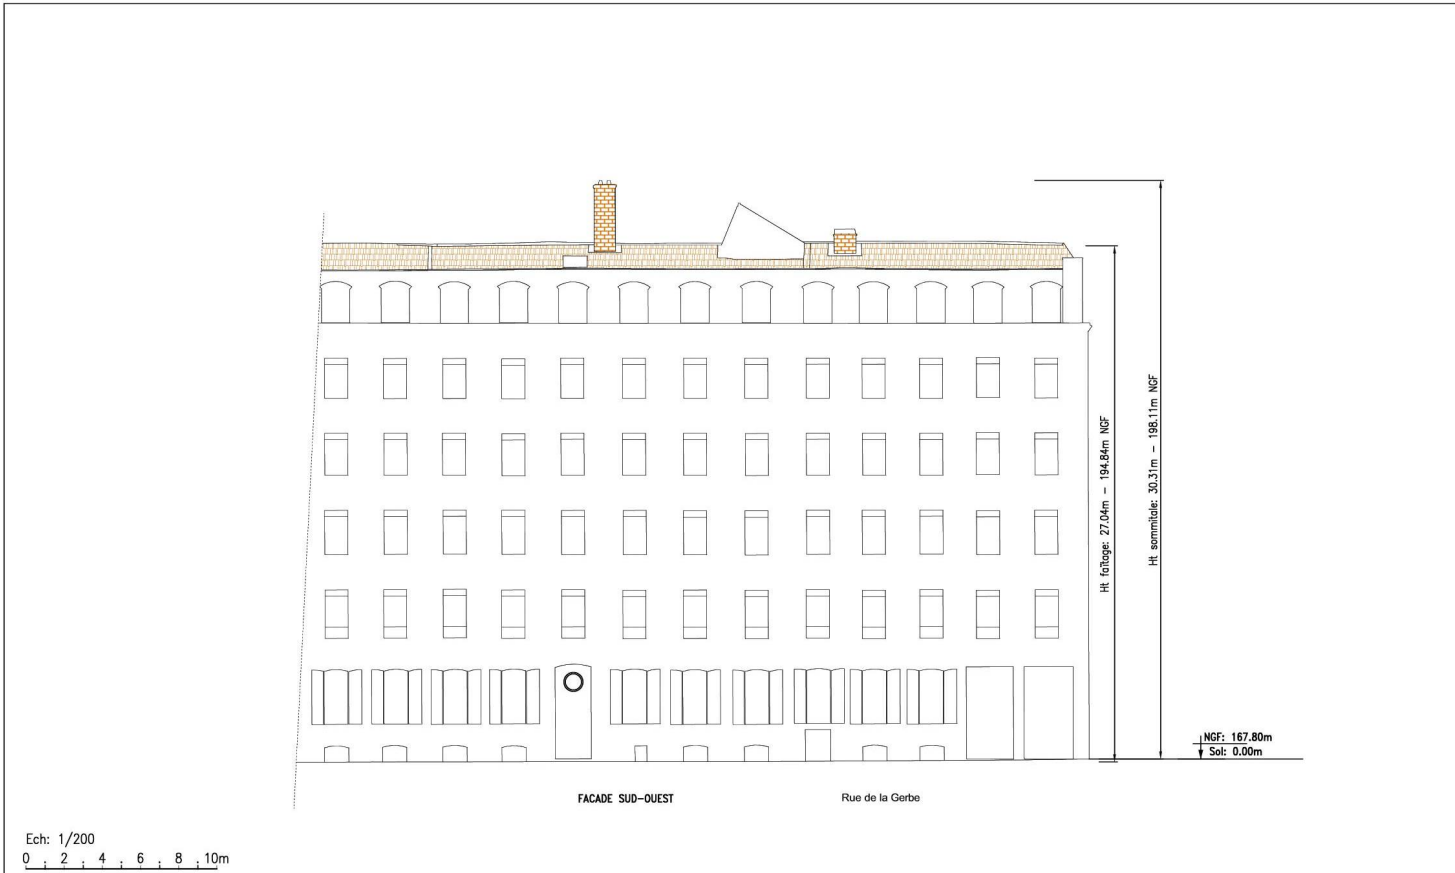 Ht faîtage: 27.04m - 194.84m NGF
Ht sommitale: 30.31m - 198.11m NGF
NGF: 167.80m
Sol: 0.00m
FACADE SUD-OUEST
Rue de la Gerbe
Ech: 1/200
0 2 4 6 8 10m